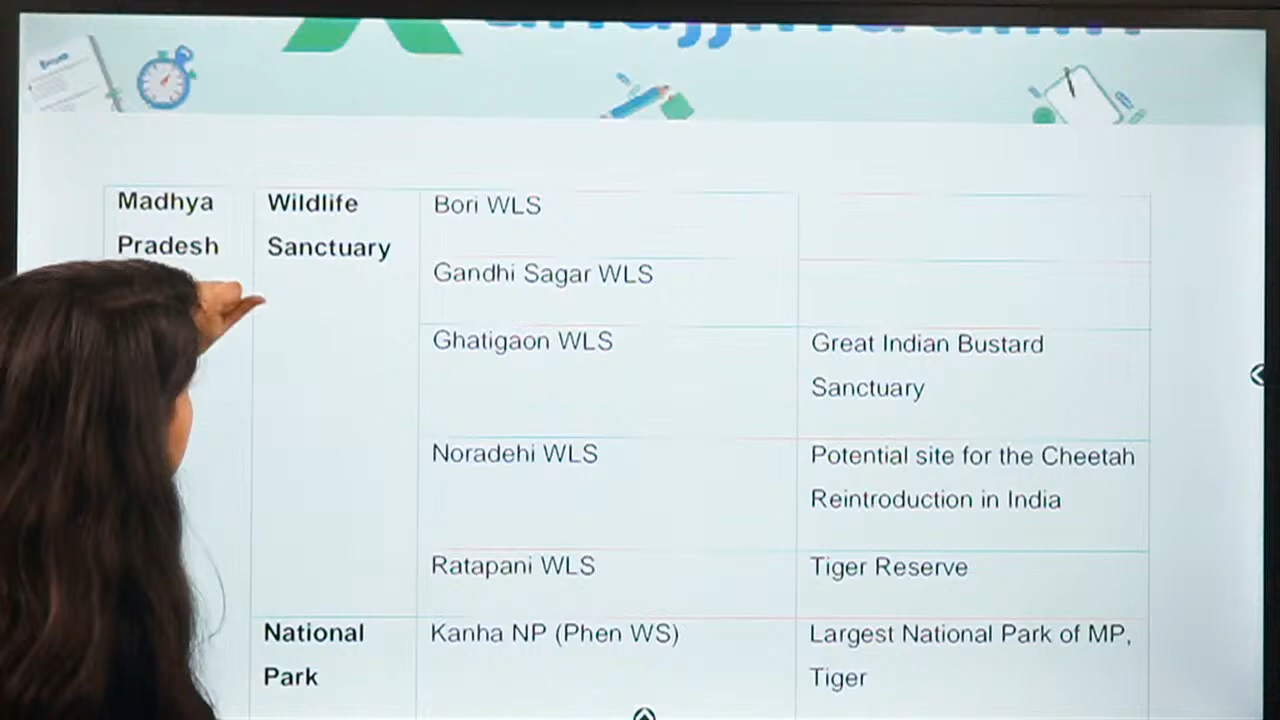 Madhya
Pradesh
Wildlife
Sanctuary
Bori WLS
Gandhi Sagar WLS
Ghatigaon WLS
Great Indian Bustard
Sanctuary
Noradehi WLS
Potential site for the Cheetah
Reintroduction in India
Ratapani WLS
Tiger Reserve
National
Park
Kanha NP (Phen WS)
Largest National Park of MP,
Tiger